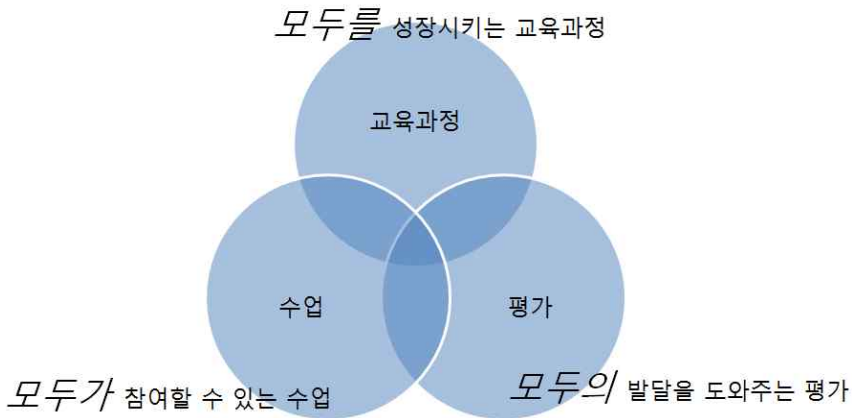 모두를 성장시키는 교육과정
교육과정
수업
평가
모두가 참여할 수 있는 수업
모두의 발달을 도와주는 평가